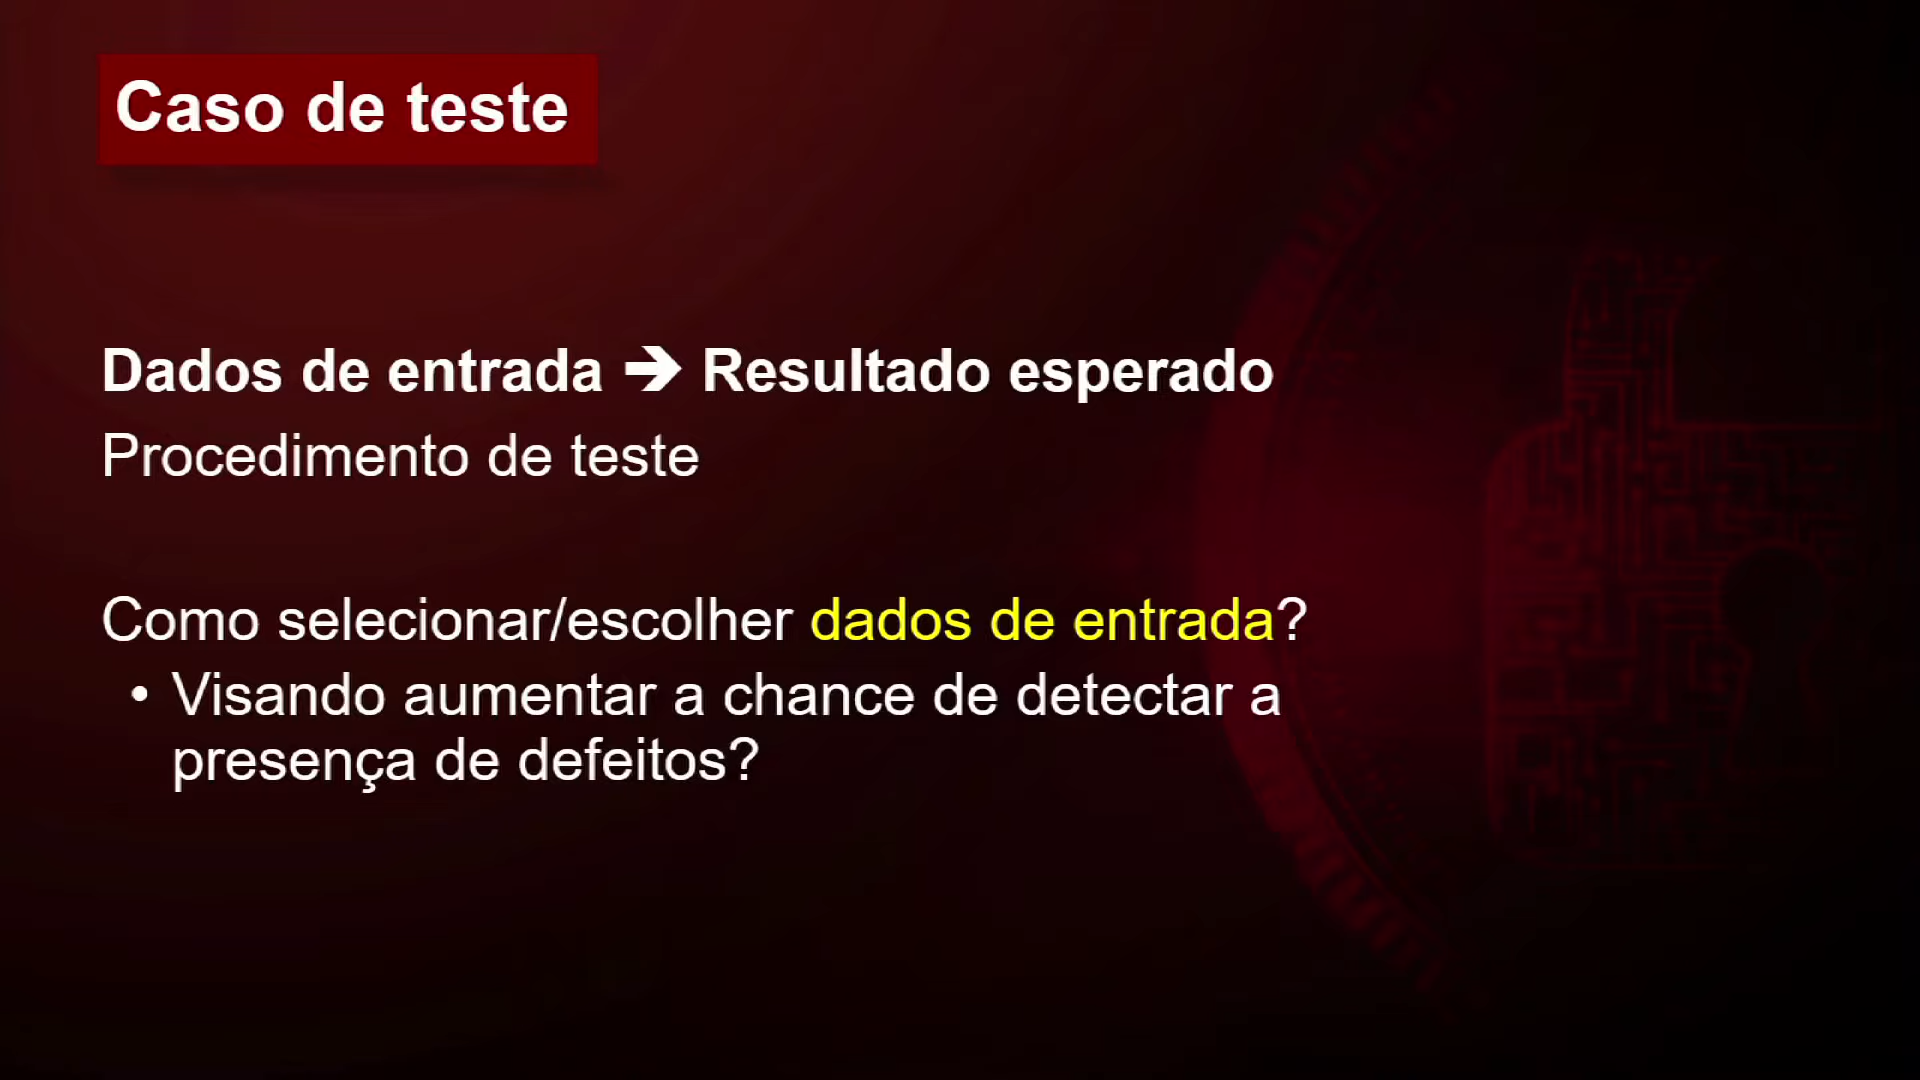 Caso de teste
Dados de entrada ➔ Resultado esperado
Procedimento de teste
Como selecionar/escolher dados de entrada?
• Visando aumentar a chance de detectar a
presença de defeitos?